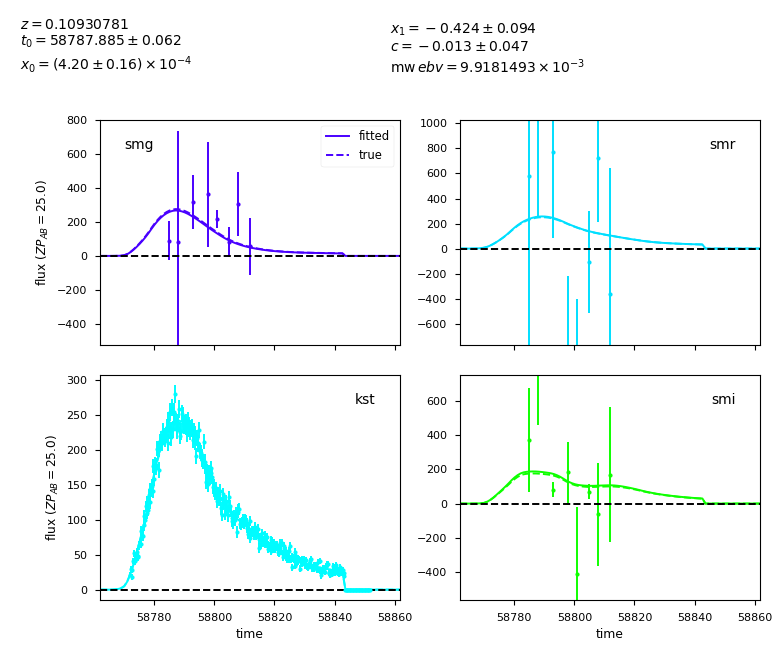 z = 0.10930781
t₀ = 58787.885 ± 0.062
x₀ = (4.20 ± 0.16) × 10⁻⁴
x₁ = −0.424 ± 0.094
c = −0.013 ± 0.047
mw ebv = 9.9181493 × 10⁻³
800
600
400
200
0
−200
−400
flux (ZP_AB = 25.0)
smg
fitted
true
1000
800
600
400
200
0
−200
−400
−600
smr
300
250
200
150
100
50
0
flux (ZP_AB = 25.0)
kst
58780 58800 58820 58840 58860
time
600
400
200
0
−200
−400
smi
58780 58800 58820 58840 58860
time